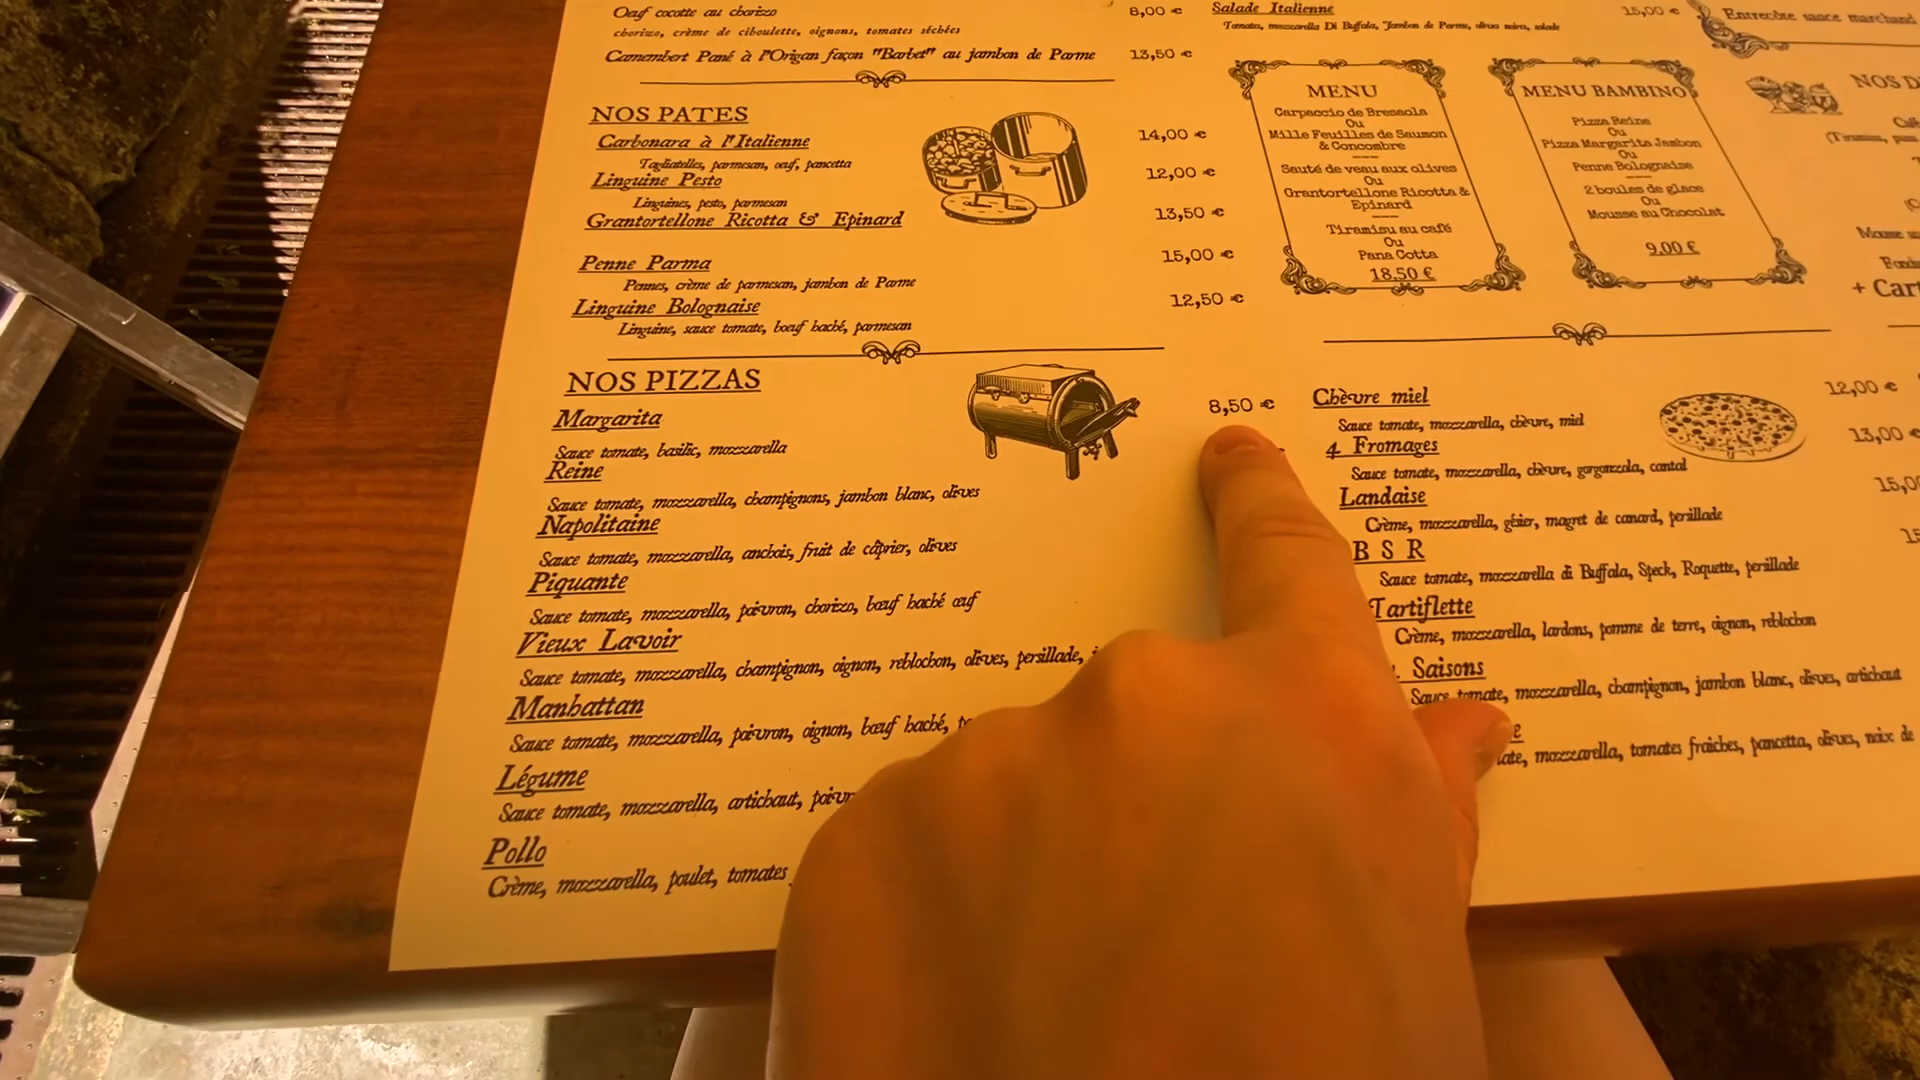 Oeuf cocotte au chorizo 8,00 €
chorizo, crème de ciboulette, oignons, tomates séchées
Camembert Pané à l'Origan façon "Barbet" au jambon de Parme 13,50 €
NOS PATES
Carbonara à l'Italienne 14,00 €
Tagliatelles, parmesan, oeuf, pancetta
Linguine Pesto 12,00 €
Linguines, pesto, parmesan
Grantortellone Ricotta & Epinard 13,50 €
Penne Parma 15,00 €
Pennes, crème de parmesan, jambon de Parme
Linguine Bolognaise 12,50 €
Linguine, sauce tomate, bœuf haché, parmesan
NOS PIZZAS
Margarita 8,50 €
Sauce tomate, basilic, mozzarella
Reine
Sauce tomate, mozzarella, champignons, jambon blanc, olives
Napolitaine
Sauce tomate, mozzarella, anchois, fruit de câprier, olives
Piquante
Sauce tomate, mozzarella, poivron, chorizo, bœuf haché œuf
Vieux Lavoir
Sauce tomate, mozzarella, champignon, oignon, reblochon, olives, persillade,
Manhattan
Sauce tomate, mozzarella, poivron, oignon, bœuf haché,
Légume
Sauce tomate, mozzarella, artichaut,
Pollo
Crème, mozzarella, poulet, tomates
Salade Italienne 15,00 €
Tomates, mozzarella Di Buffala, Jambon de Parme, olives noires, salade
MENU
Carpaccio de Bressola
Ou
Mille Feuilles de Saumon
& Concombre
Sauté de veau aux olives
Ou
Grantortellone Ricotta &
Epinard
Tiramisu au café
Ou
Pana Cotta
18,50 €
MENU BAMBINO
Pizza Reine
Ou
Pizza Margarita Jambon
Ou
Penne Bolognaise
2 boules de glace
Ou
Mousse au Chocolat
9,00 €
Entrecôte sauce marchand
NOS
(Tiramisu,
Mousse
+
Chèvre miel 12,00 €
Sauce tomate, mozzarella, chèvre, miel
4 Fromages 13,00 €
Sauce tomate, mozzarella, chèvre, gorgonzola, cantal
Landaise
Crème, mozzarella, gésier, magret de canard, persillade
B S R
Sauce tomate, mozzarella di Buffala, Speck, Roquette, persillade
Tartiflette
Crème, mozzarella, lardons, pomme de terre, oignon, reblochon
Saisons
Sauce tomate, mozzarella, champignon, jambon blanc, olives, artichaut
mozzarella, tomates fraiches, pancetta, olives, noix de